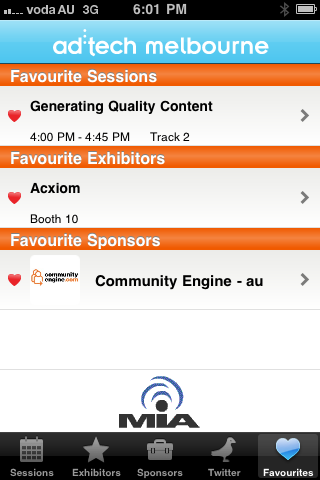 voda AU 3G 6:01 PM
ad:tech melbourne
Favourite Sessions
Generating Quality Content
4:00 PM - 4:45 PM Track 2
Favourite Exhibitors
Acxiom
Booth 10
Favourite Sponsors
community
engine.com
Community Engine - au
MIA
Sessions Exhibitors Sponsors Twitter Favourites